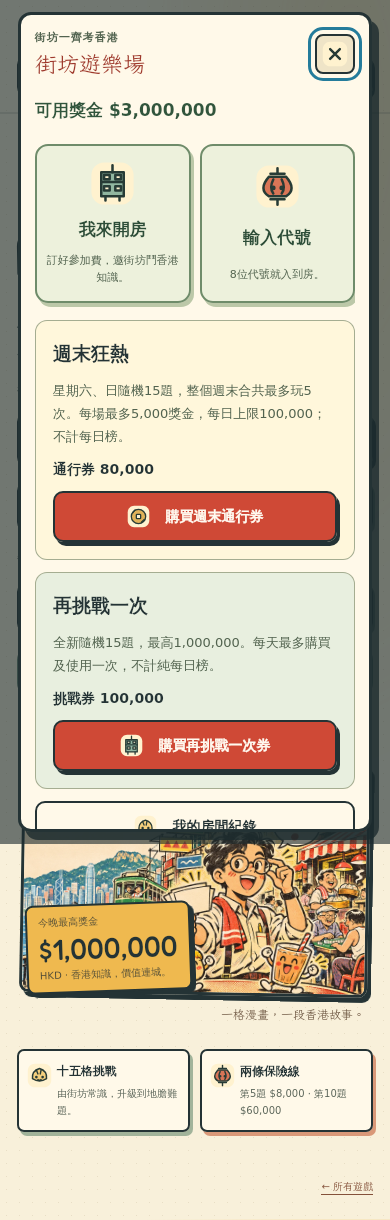 街坊一齊考香港
街坊遊樂場
可用獎金 $3,000,000
我來開房
訂好參加費，邀街坊鬥香港
知識。
輸入代號
8位代號就入到房。
週末狂熱
星期六、日隨機15題，整個週末合共最多玩5
次。每場最多5,000獎金，每日上限100,000；
不計每日榜。
通行券 80,000
購買週末通行券
再挑戰一次
全新隨機15題，最高1,000,000。每天最多購買
及使用一次，不計純每日榜。
挑戰券 100,000
購買再挑戰一次券
我的房間紀錄
今晚最高獎金
$1,000,000
HKD · 香港知識，價值連城。
一格漫畫，一段香港故事。
十五格挑戰
由街坊常識，升級到地膽難
題。
兩條保險線
第5題 $8,000 · 第10題
$60,000
← 所有遊戲